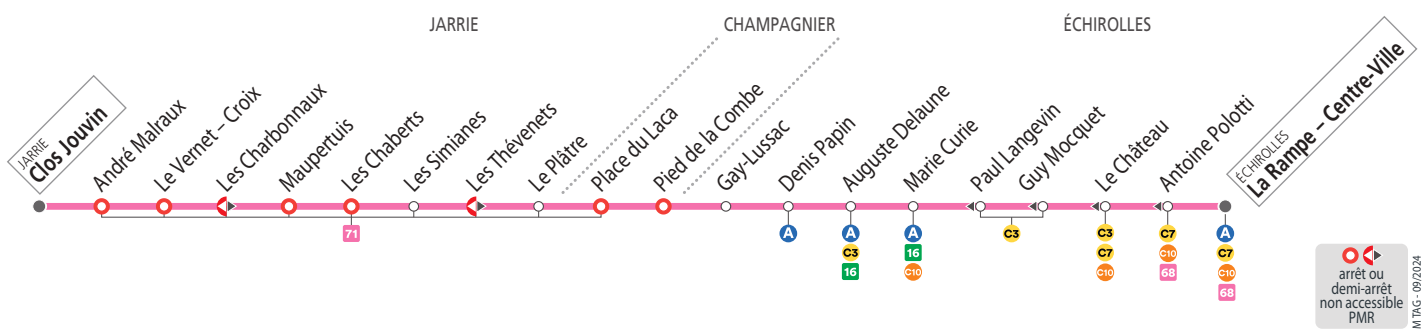 JARRIE
CHAMPAGNIER
ÉCHIROLLES
JARRIE
Clos Jouvin
André Malraux
Le Vernet – Croix
Les Charbonnaux
Maupertuis
Les Chaberts
Les Simianes
Les Thévenets
Le Plâtre
Place du Laca
Pied de la Combe
Gay-Lussac
Denis Papin
Auguste Delaune
Marie Curie
Paul Langevin
Guy Mocquet
Le Château
Antoine Polotti
ÉCHIROLLES
La Rampe – Centre-Ville
71
A
A
C3
16
A
16
C10
C3
C3
C7
C10
C7
C10
68
A
C7
C10
68
arrêt ou
demi-arrêt
non accessible
PMR
M TAG - 09/2024